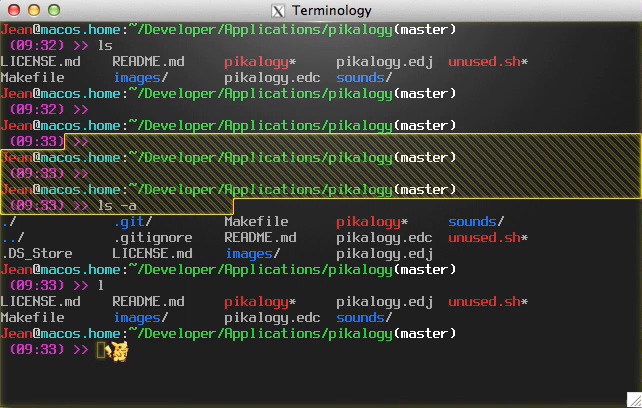 Terminology
Jean@macos.home:~/Developer/Applications/pikalogy(master)
(09:32) >> ls
LICENSE.md README.md pikalogy* pikalogy.edj unused.sh*
Makefile images/ pikalogy.edc sounds/
Jean@macos.home:~/Developer/Applications/pikalogy(master)
(09:32) >>
Jean@macos.home:~/Developer/Applications/pikalogy(master)
(09:33) >>
Jean@macos.home:~/Developer/Applications/pikalogy(master)
(09:33) >>
Jean@macos.home:~/Developer/Applications/pikalogy(master)
(09:33) >> ls -a
./ .git/ Makefile pikalogy* sounds/
../ .gitignore README.md pikalogy.edc unused.sh*
.DS_Store LICENSE.md images/ pikalogy.edj
Jean@macos.home:~/Developer/Applications/pikalogy(master)
(09:33) >> l
LICENSE.md README.md pikalogy* pikalogy.edj unused.sh*
Makefile images/ pikalogy.edc sounds/
Jean@macos.home:~/Developer/Applications/pikalogy(master)
(09:33) >>